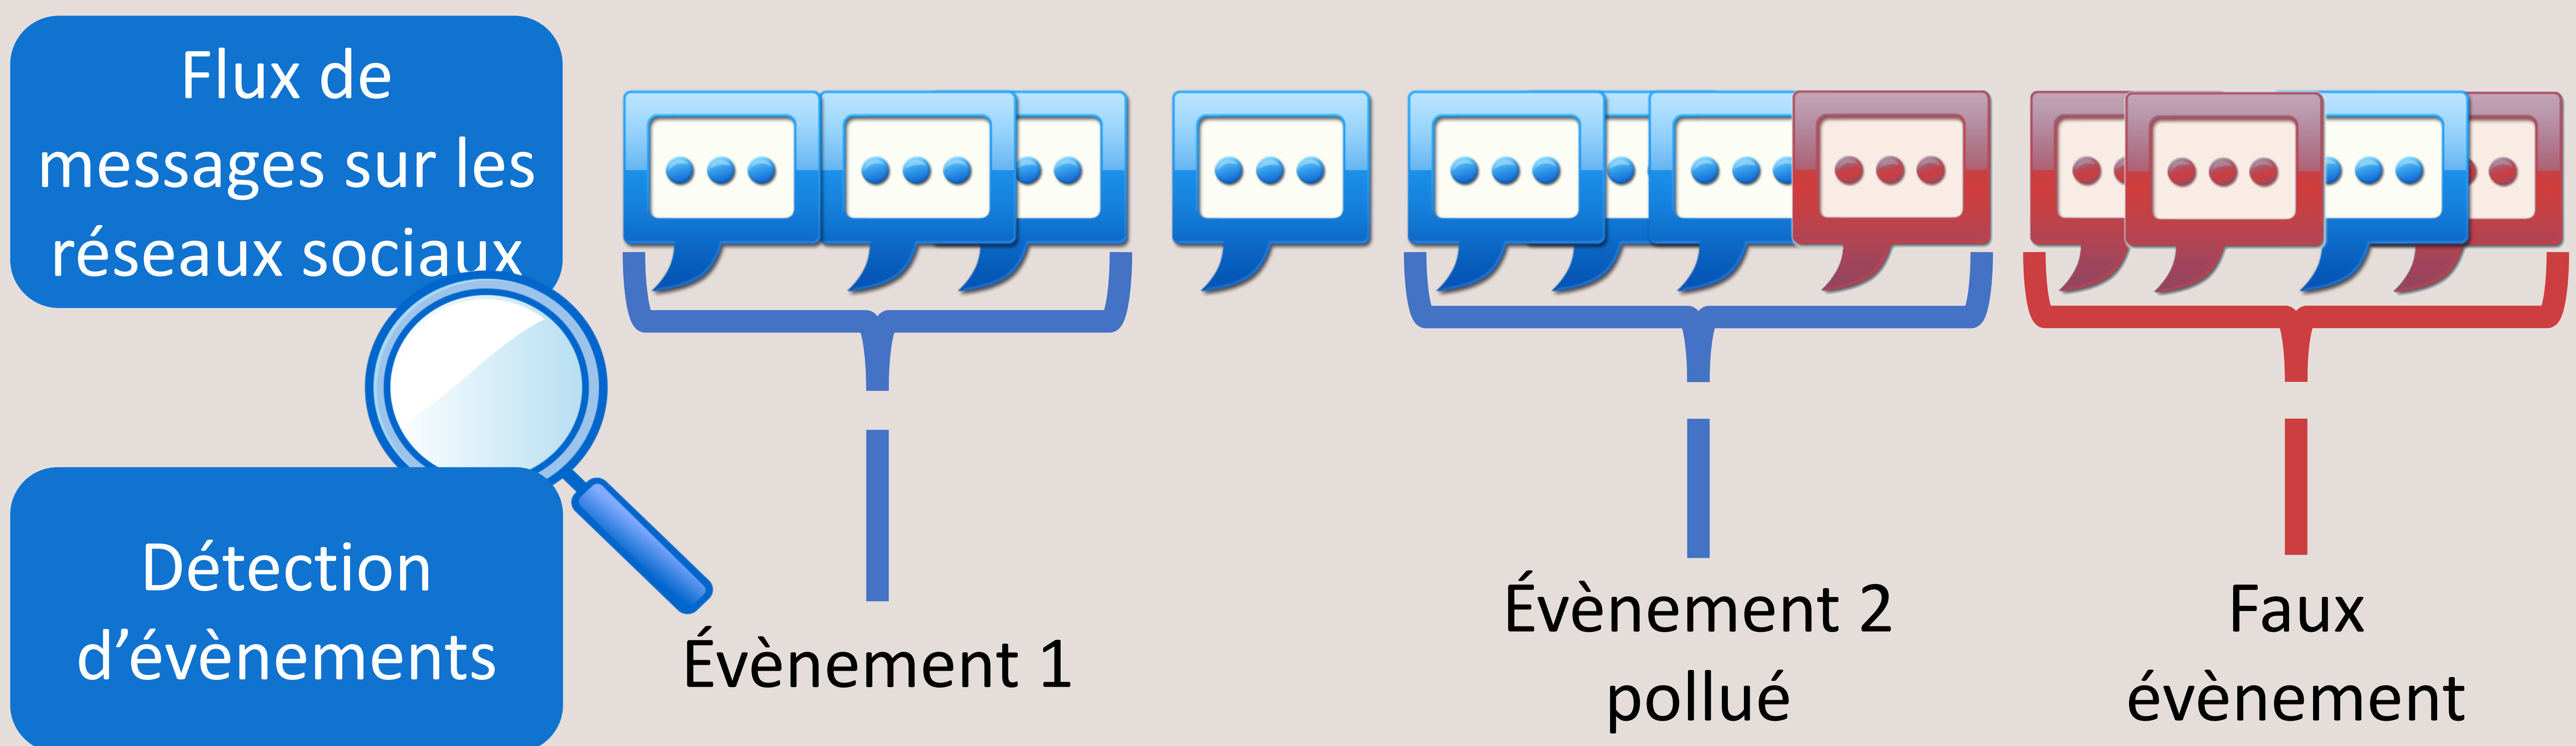 Flux de
messages sur les
réseaux sociaux
Détection
d’évènements
Évènement 1
Évènement 2
pollué
Faux
évènement